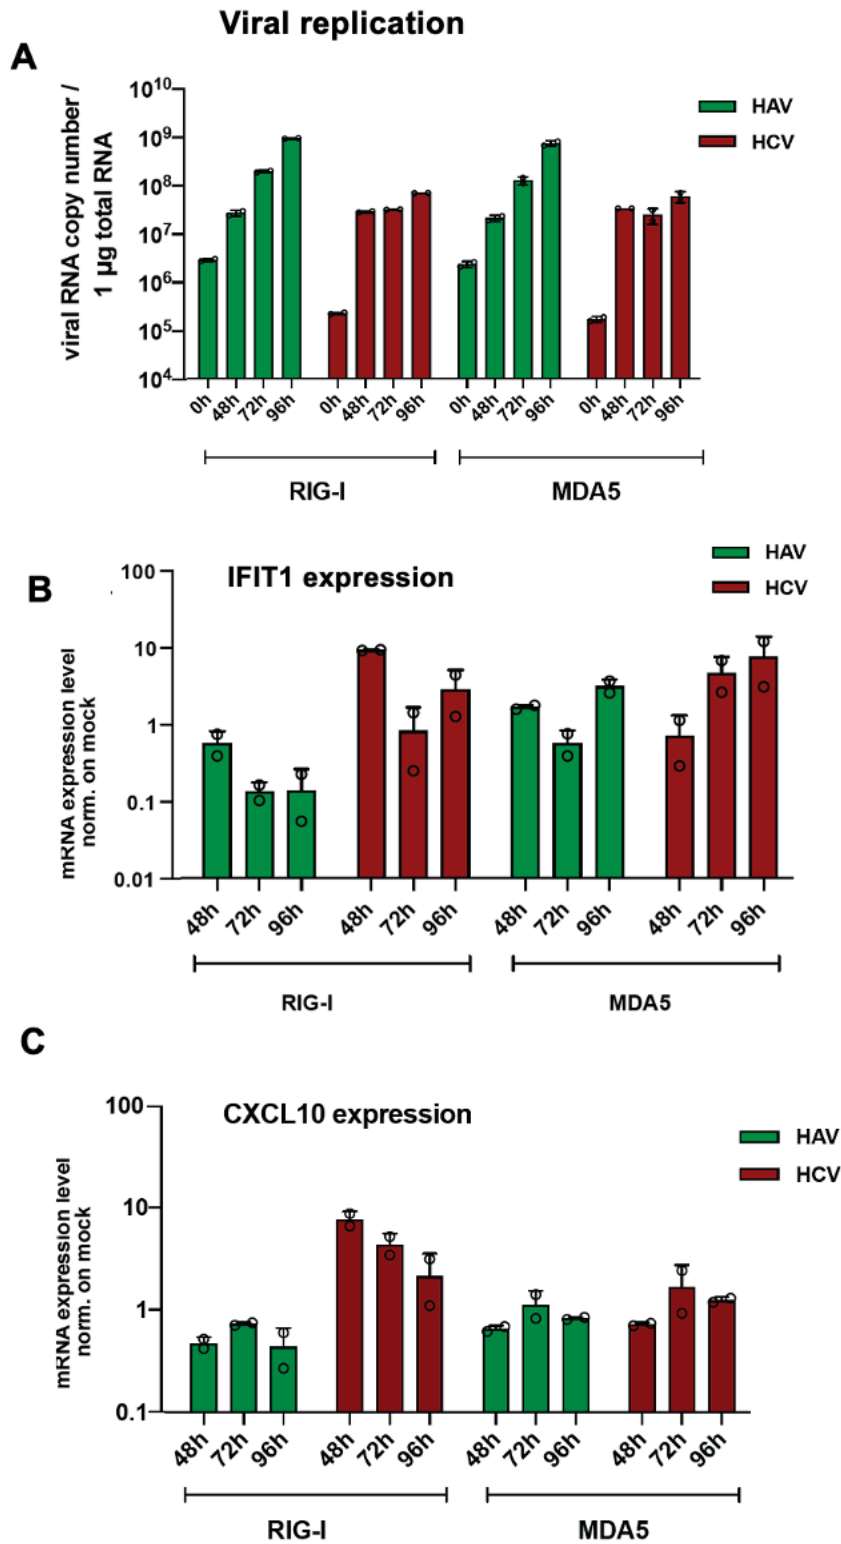 Viral replication
A
viral RNA copy number /
1 µg total RNA
10^10
10^9
10^8
10^7
10^6
10^5
10^4
HAV
HCV
0h 48h 72h 96h 0h 48h 72h 96h 0h 48h 72h 96h 0h 48h 72h 96h
RIG-I MDA5
B
IFIT1 expression
HAV
HCV
mRNA expression level
norm. on mock
100
10
1
0.1
0.01
48h 72h 96h 48h 72h 96h 48h 72h 96h 48h 72h 96h
RIG-I MDA5
C
CXCL10 expression
HAV
HCV
mRNA expression level
norm. on mock
100
10
1
0.1
48h 72h 96h 48h 72h 96h 48h 72h 96h 48h 72h 96h
RIG-I MDA5